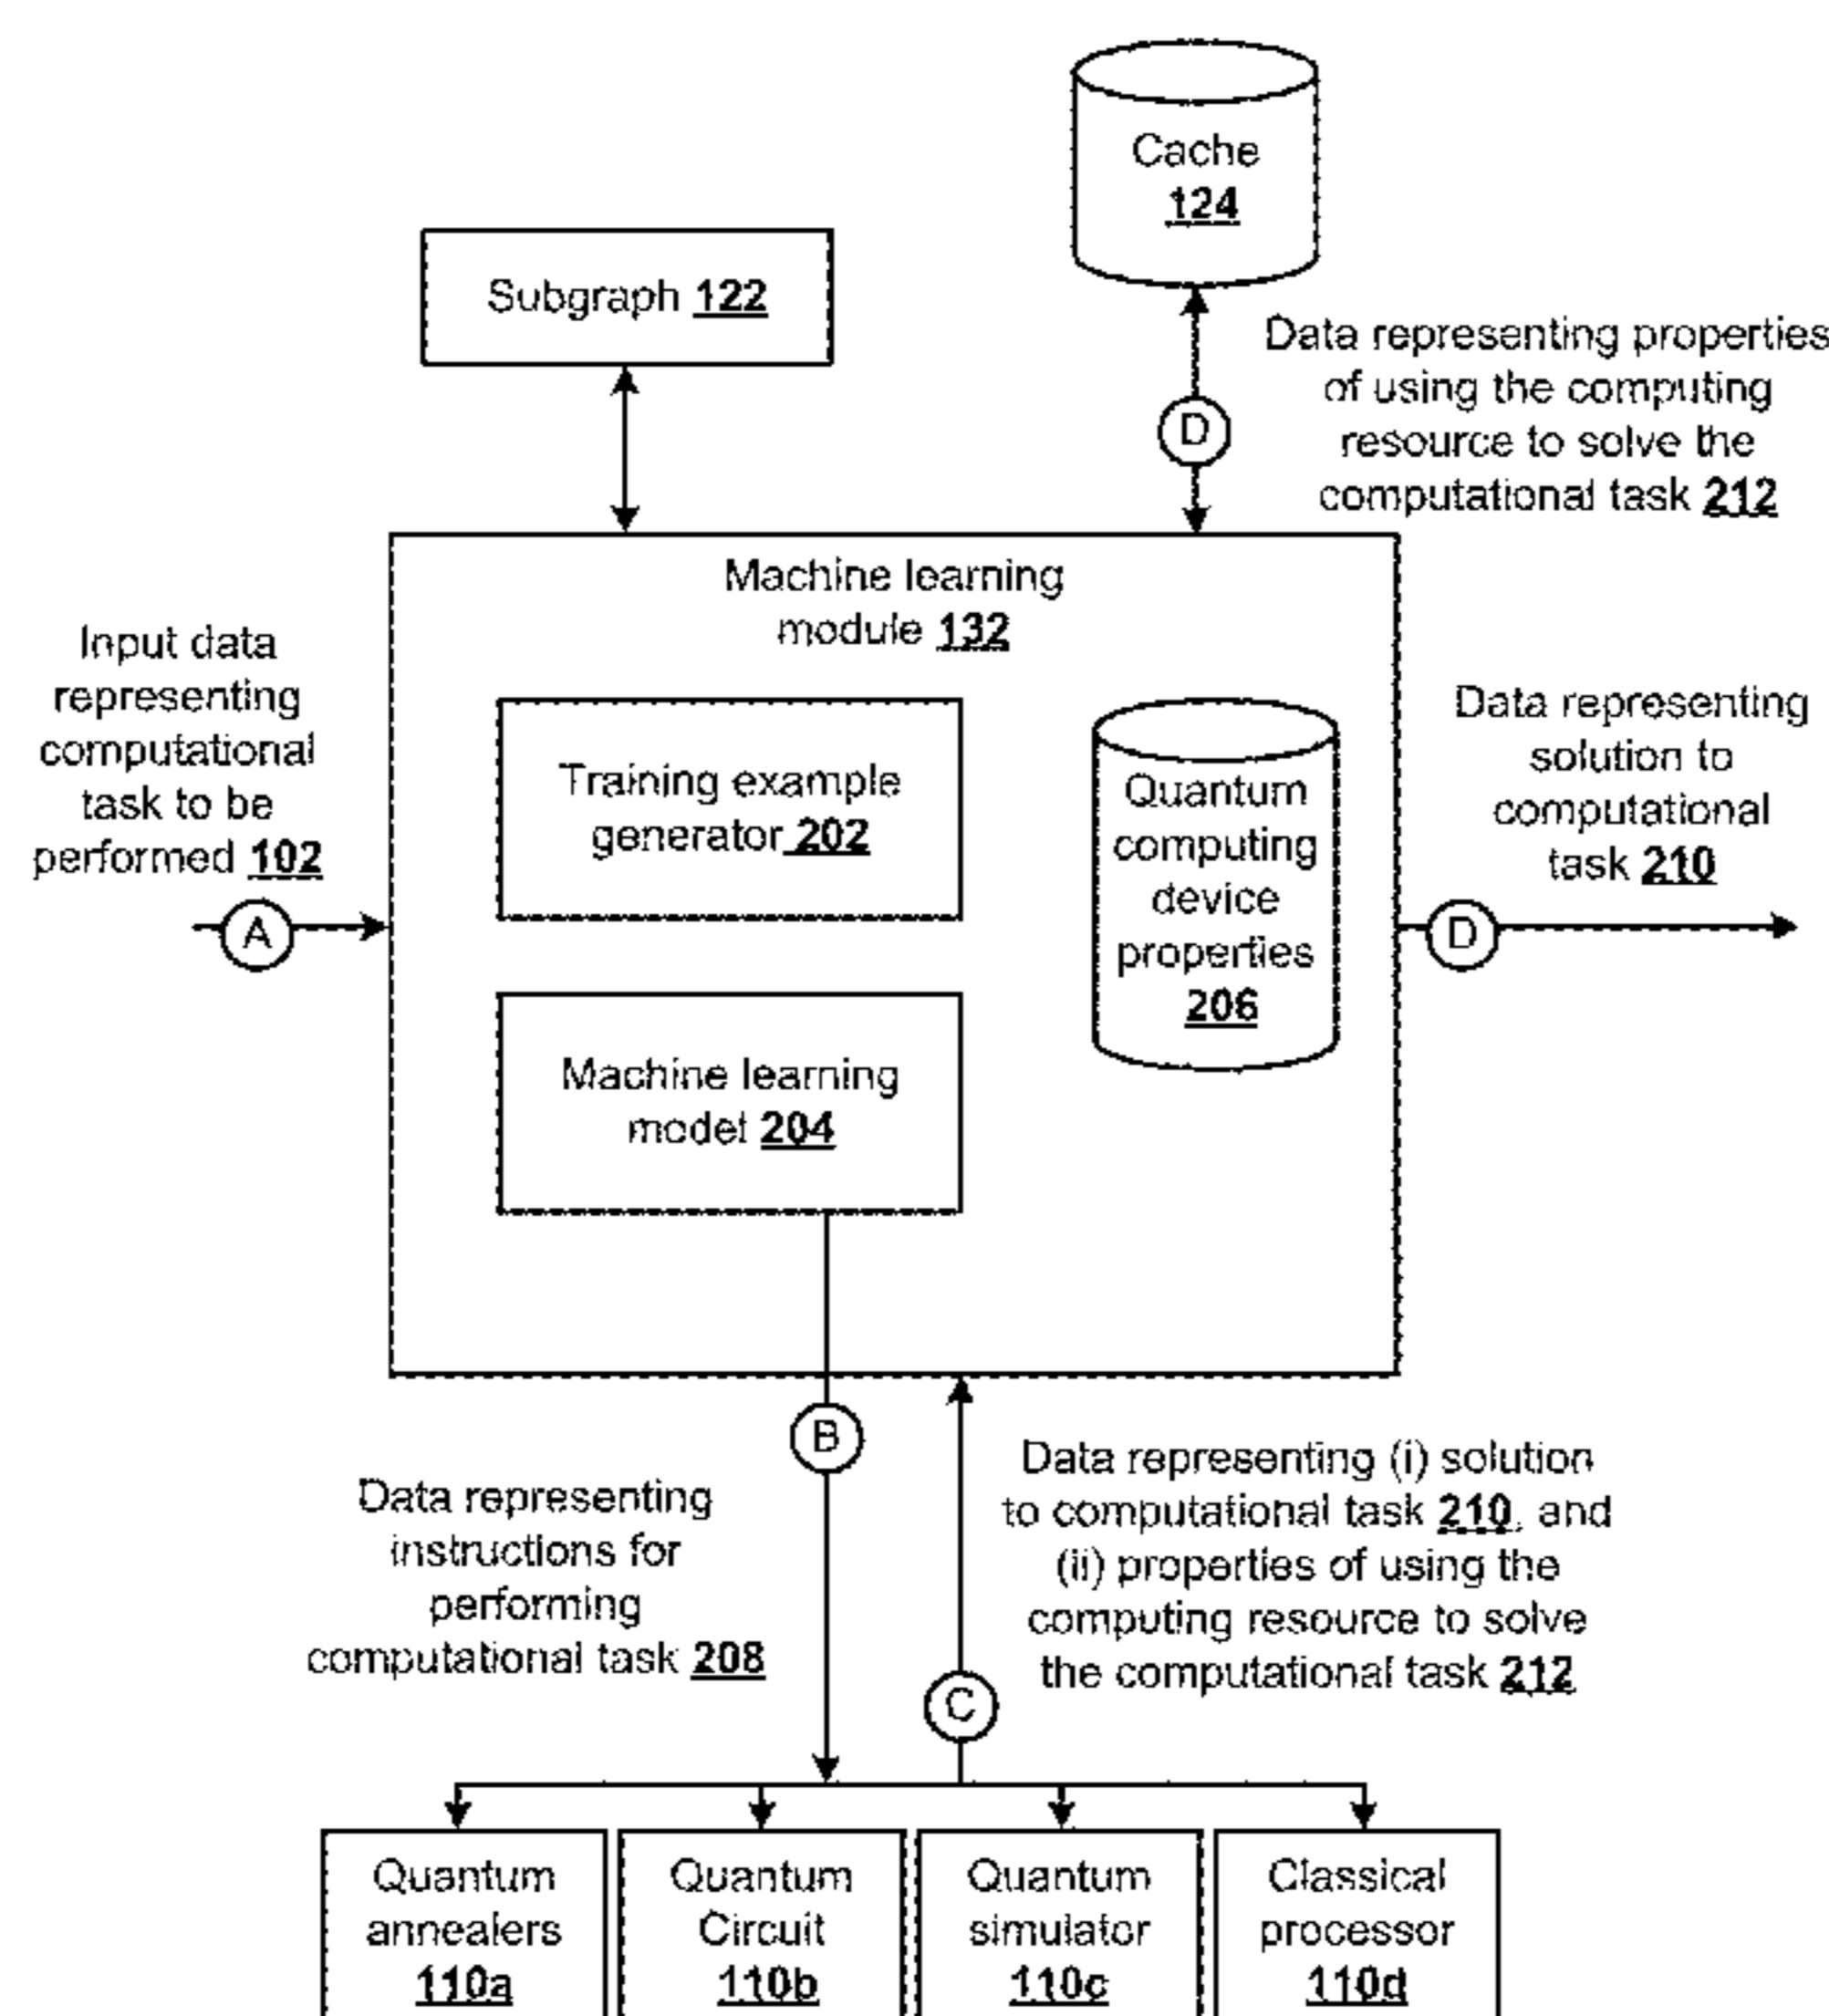 Cache
124
Subgraph 122
Data representing properties
of using the computing
resource to solve the
computational task 212
D
Machine learning
module 132
Input data
representing
computational
task to be
performed 102
A
Training example
generator 202
Quantum
computing
device
properties
206
Data representing
solution to
computational
task 210
D
Machine learning
model 204
B
Data representing
instructions for
performing
computational task 208
Data representing (i) solution
to computational task 210, and
(ii) properties of using the
computing resource to solve
the computational task 212
C
Quantum
annealers
110a
Quantum
Circuit
110b
Quantum
simulator
110c
Classical
processor
110d